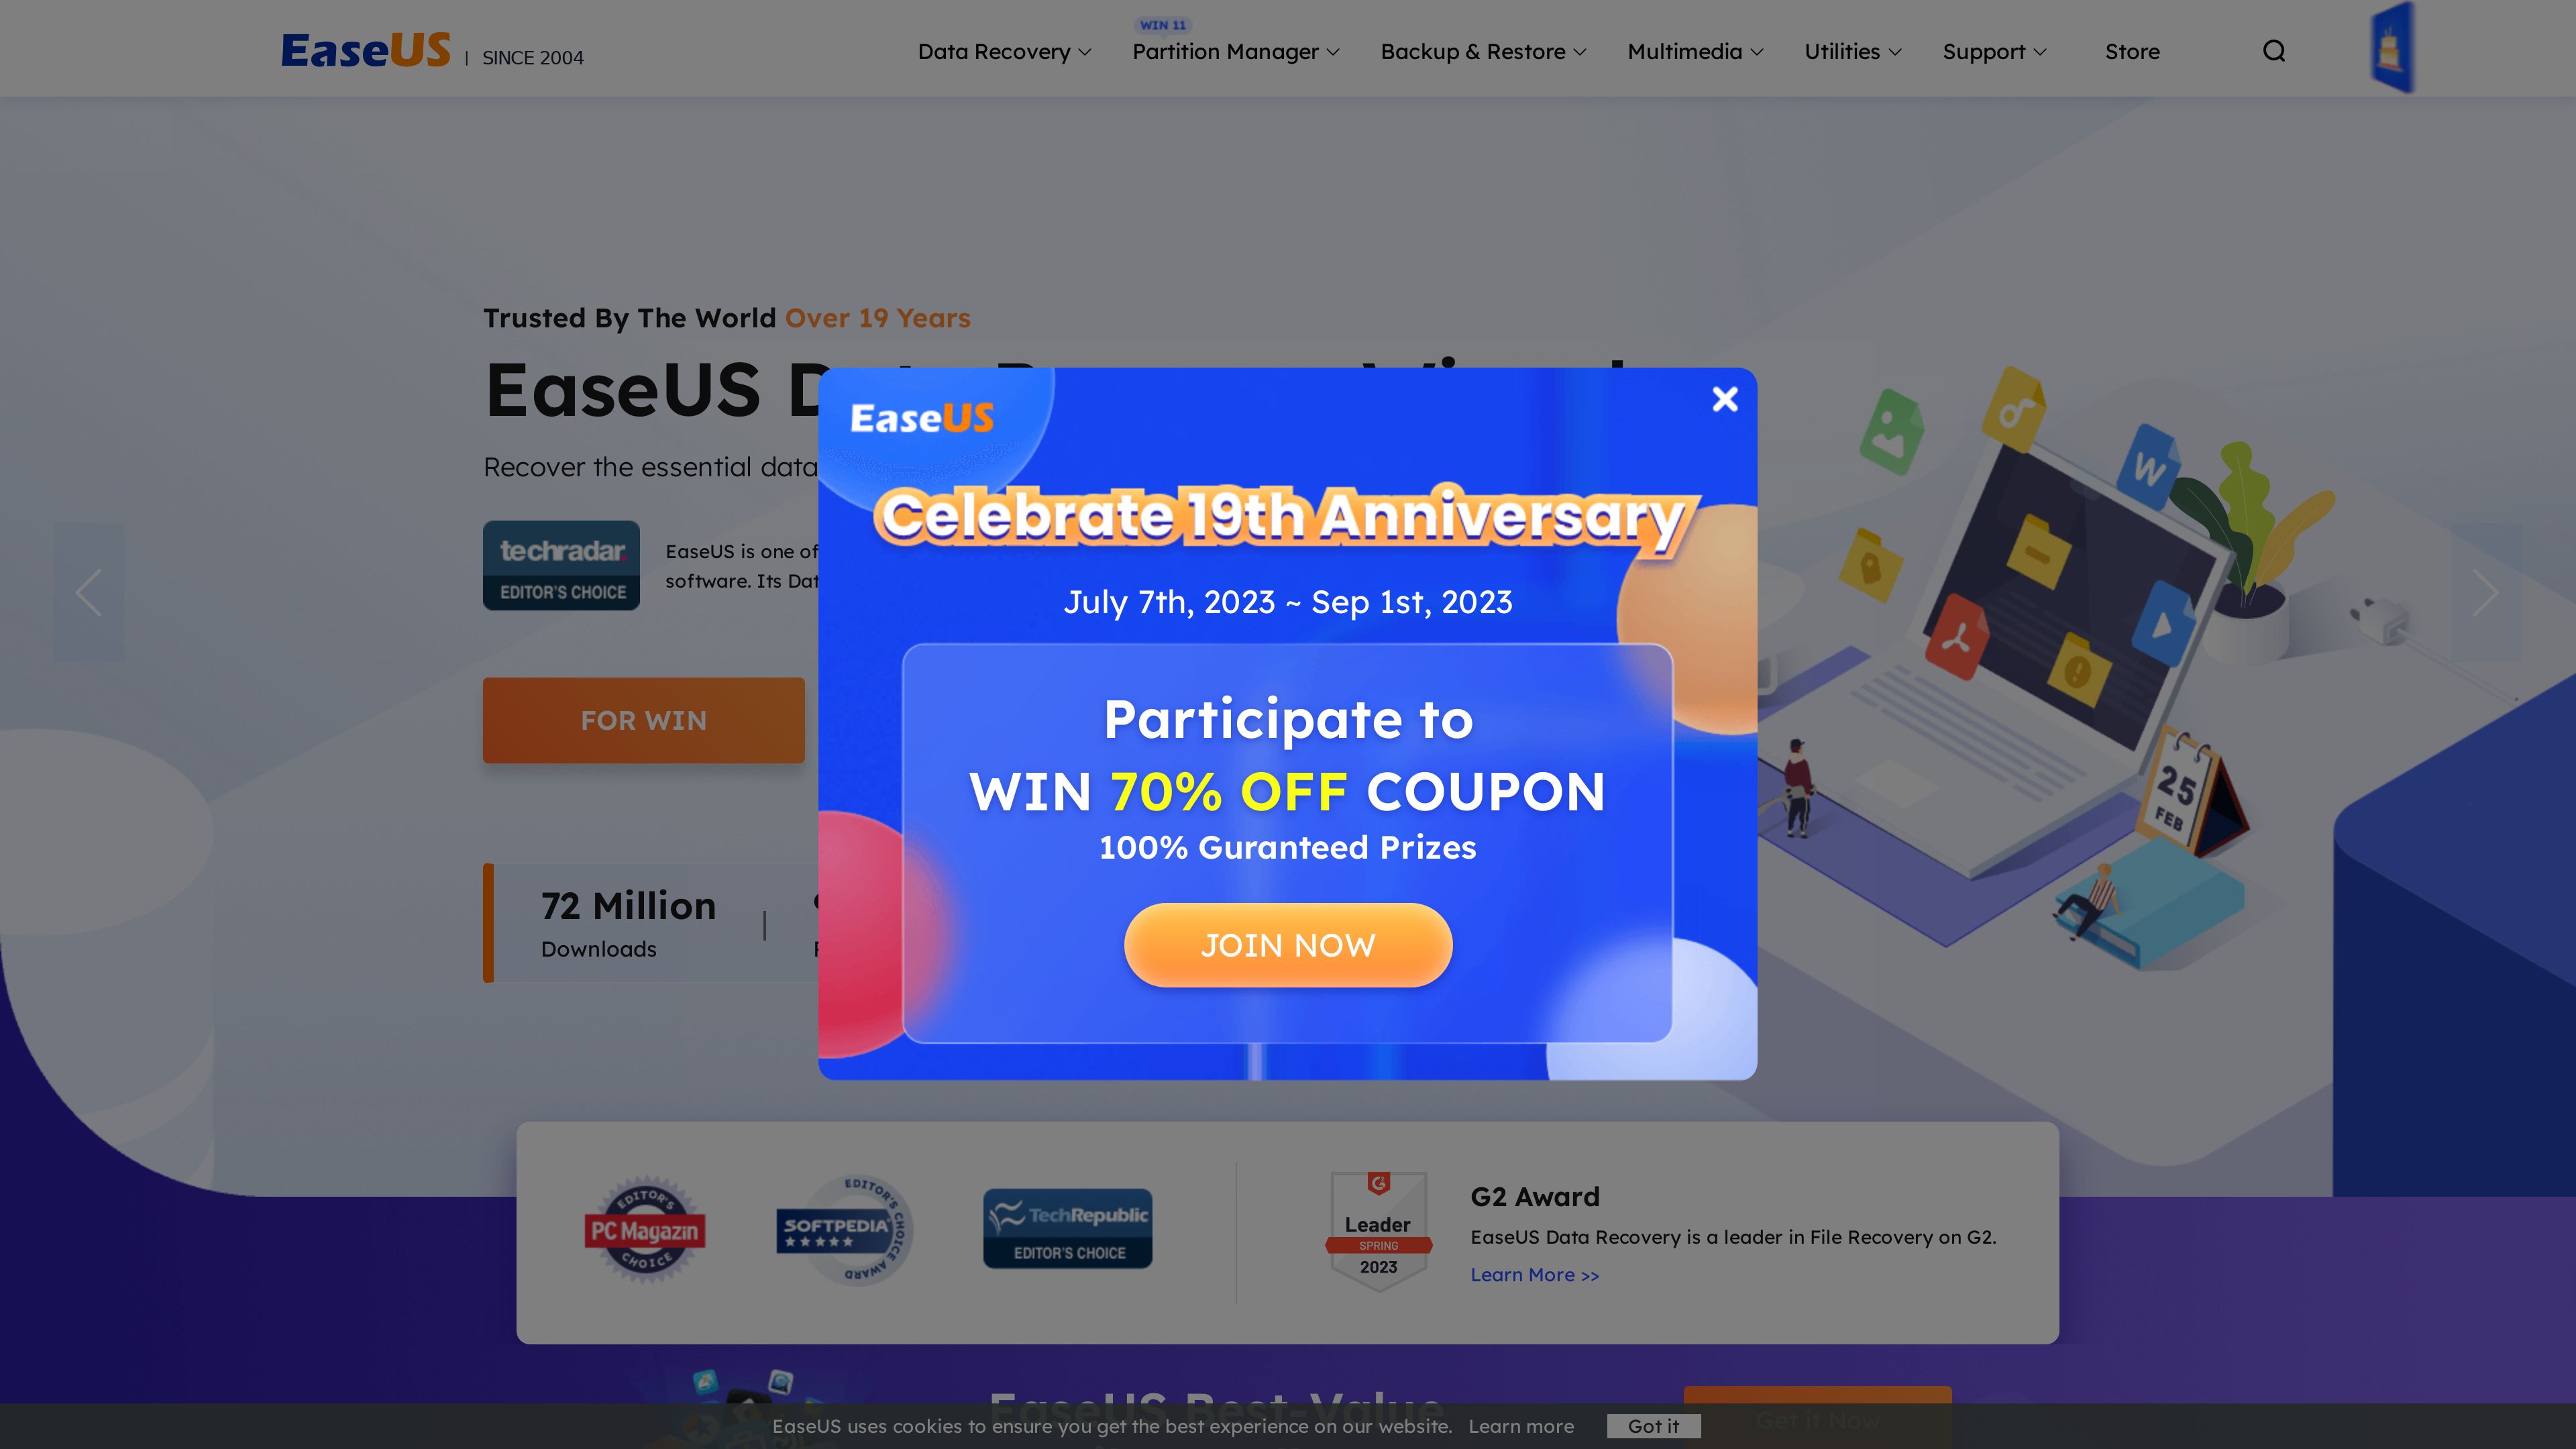 EaseUS | SINCE 2004
Data Recovery
WIN 11
Partition Manager
Backup & Restore
Multimedia
Utilities
Support
Store
Trusted By The World Over 19 Years
EaseUS
Recover the essential data
techradar
EDITOR'S CHOICE
EaseUS is one of
software. Its
FOR WIN
72 Million
Downloads
EaseUS
Celebrate 19th Anniversary
July 7th, 2023 ~ Sep 1st, 2023
Participate to
WIN 70% OFF COUPON
100% Guranteed Prizes
JOIN NOW
W
25
FEB
EDITOR'S
PC Magazin
CHOICE
SOFTPEDIA
EDITOR'S CHOICE AWARD
TechRepublic
EDITOR'S CHOICE
G
Leader
SPRING
2023
G2 Award
EaseUS Data Recovery is a leader in File Recovery on G2.
Learn More >>
EaseUS Best-Value
Get it Now
EaseUS uses cookies to ensure you get the best experience on our website. Learn more
Got it